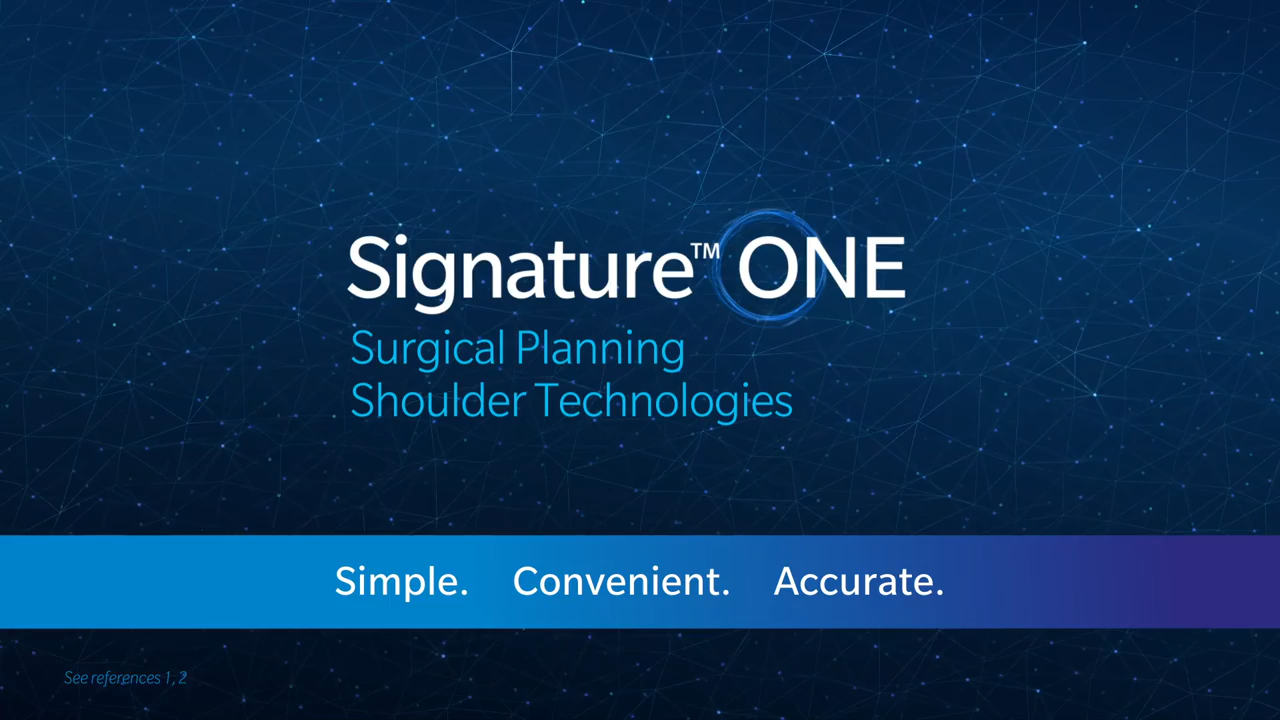 Signature™ ONE
Surgical Planning
Shoulder Technologies
Simple. Convenient. Accurate.
See references 1, 2